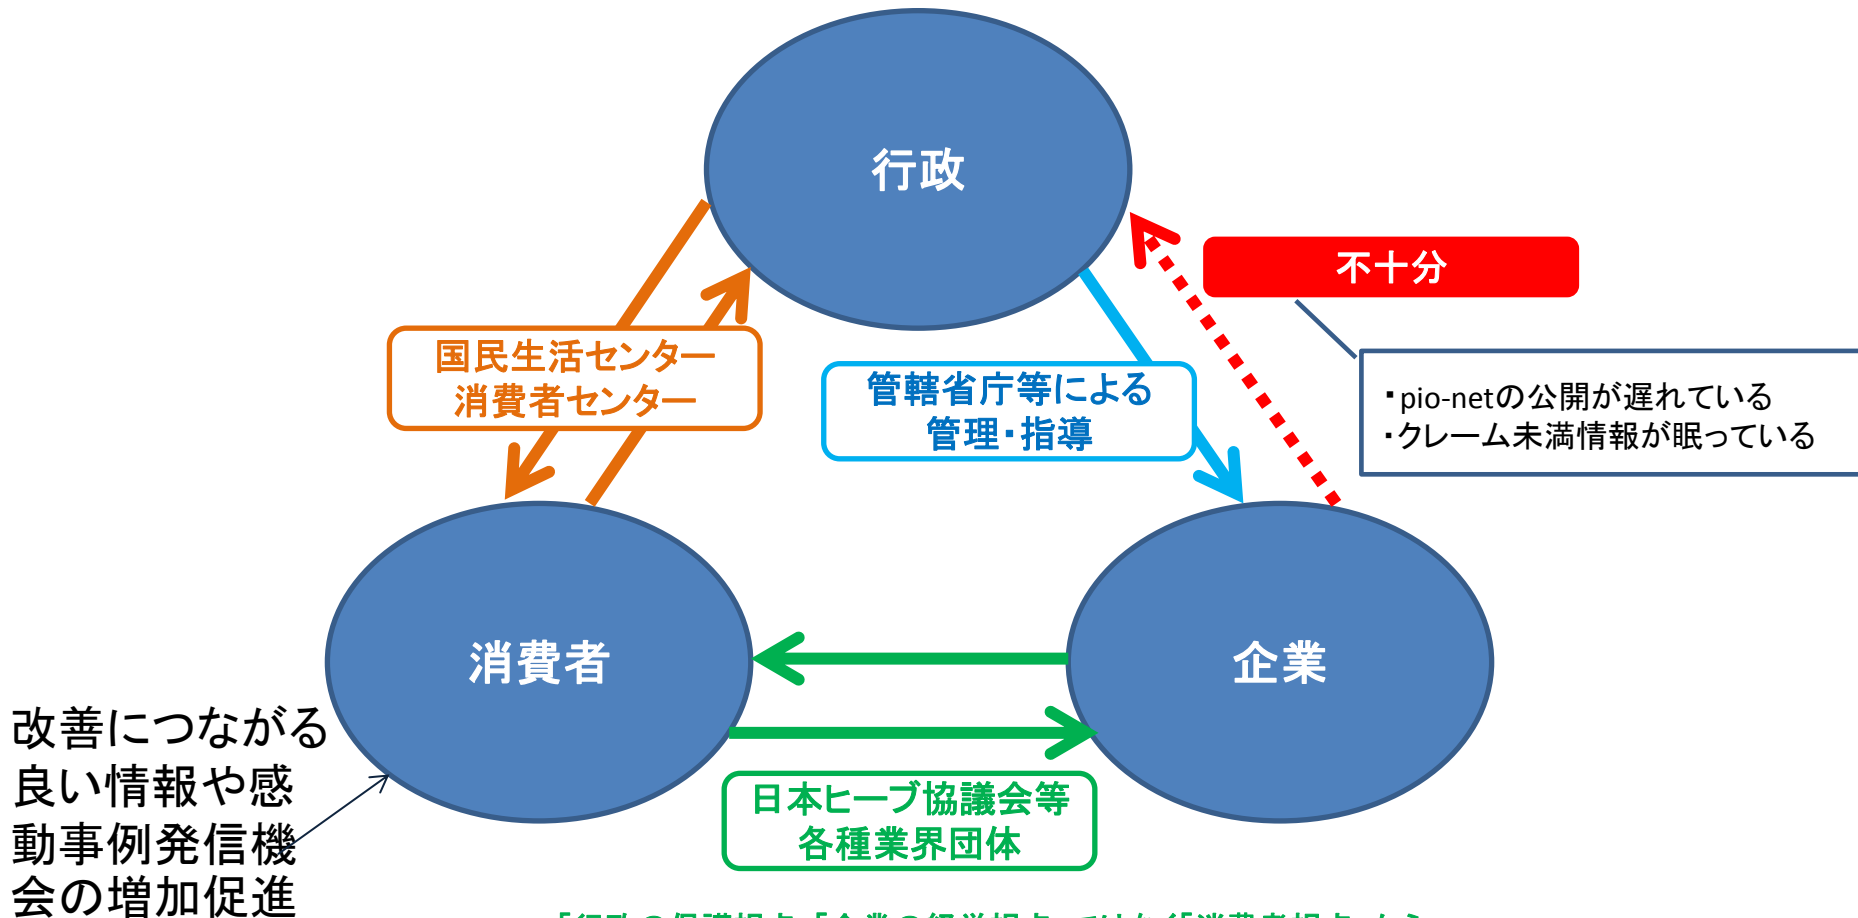 行政
不十分
国民生活センター
消費者センター
管轄省庁等による
管理・指導
・pio-netの公開が遅れている
・クレーム未満情報が眠っている
消費者
企業
改善につながる
良い情報や感
動事例発信機
会の増加促進
日本ヒーブ協議会等
各種業界団体